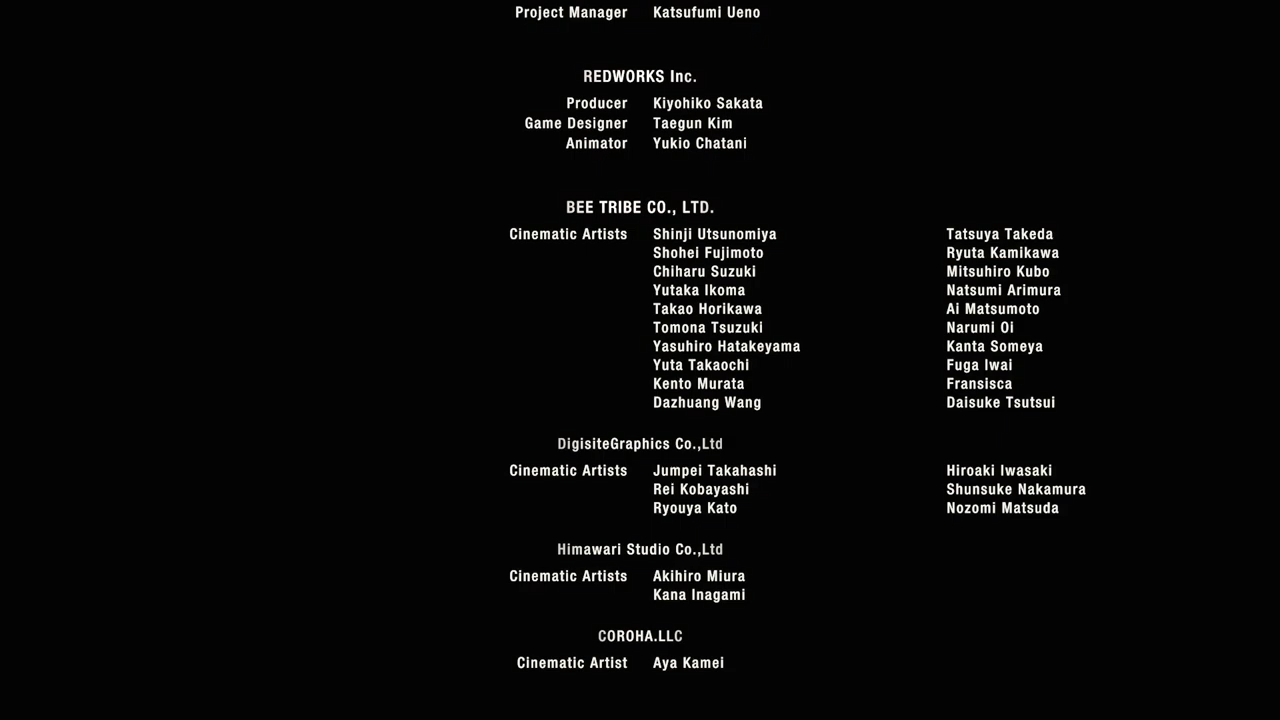 Project Manager Katsufumi Ueno
REDWORKS Inc.
Producer Kiyohiko Sakata
Game Designer Taegun Kim
Animator Yukio Chatani
BEE TRIBE CO., LTD.
Cinematic Artists Shinji Utsunomiya Tatsuya Takeda
Shohei Fujimoto Ryuta Kamikawa
Chiharu Suzuki Mitsuhiro Kubo
Yutaka Ikoma Natsumi Arimura
Takao Horikawa Ai Matsumoto
Tomona Tsuzuki Narumi Oi
Yasuhiro Hatakeyama Kanta Someya
Yuta Takaochi Fuga Iwai
Kento Murata Fransisca
Dazhuang Wang Daisuke Tsutsui
DigisiteGraphics Co.,Ltd
Cinematic Artists Jumpei Takahashi Hiroaki Iwasaki
Rei Kobayashi Shunsuke Nakamura
Ryouya Kato Nozomi Matsuda
Himawari Studio Co.,Ltd
Cinematic Artists Akihiro Miura
Kana Inagami
COROHA.LLC
Cinematic Artist Aya Kamei